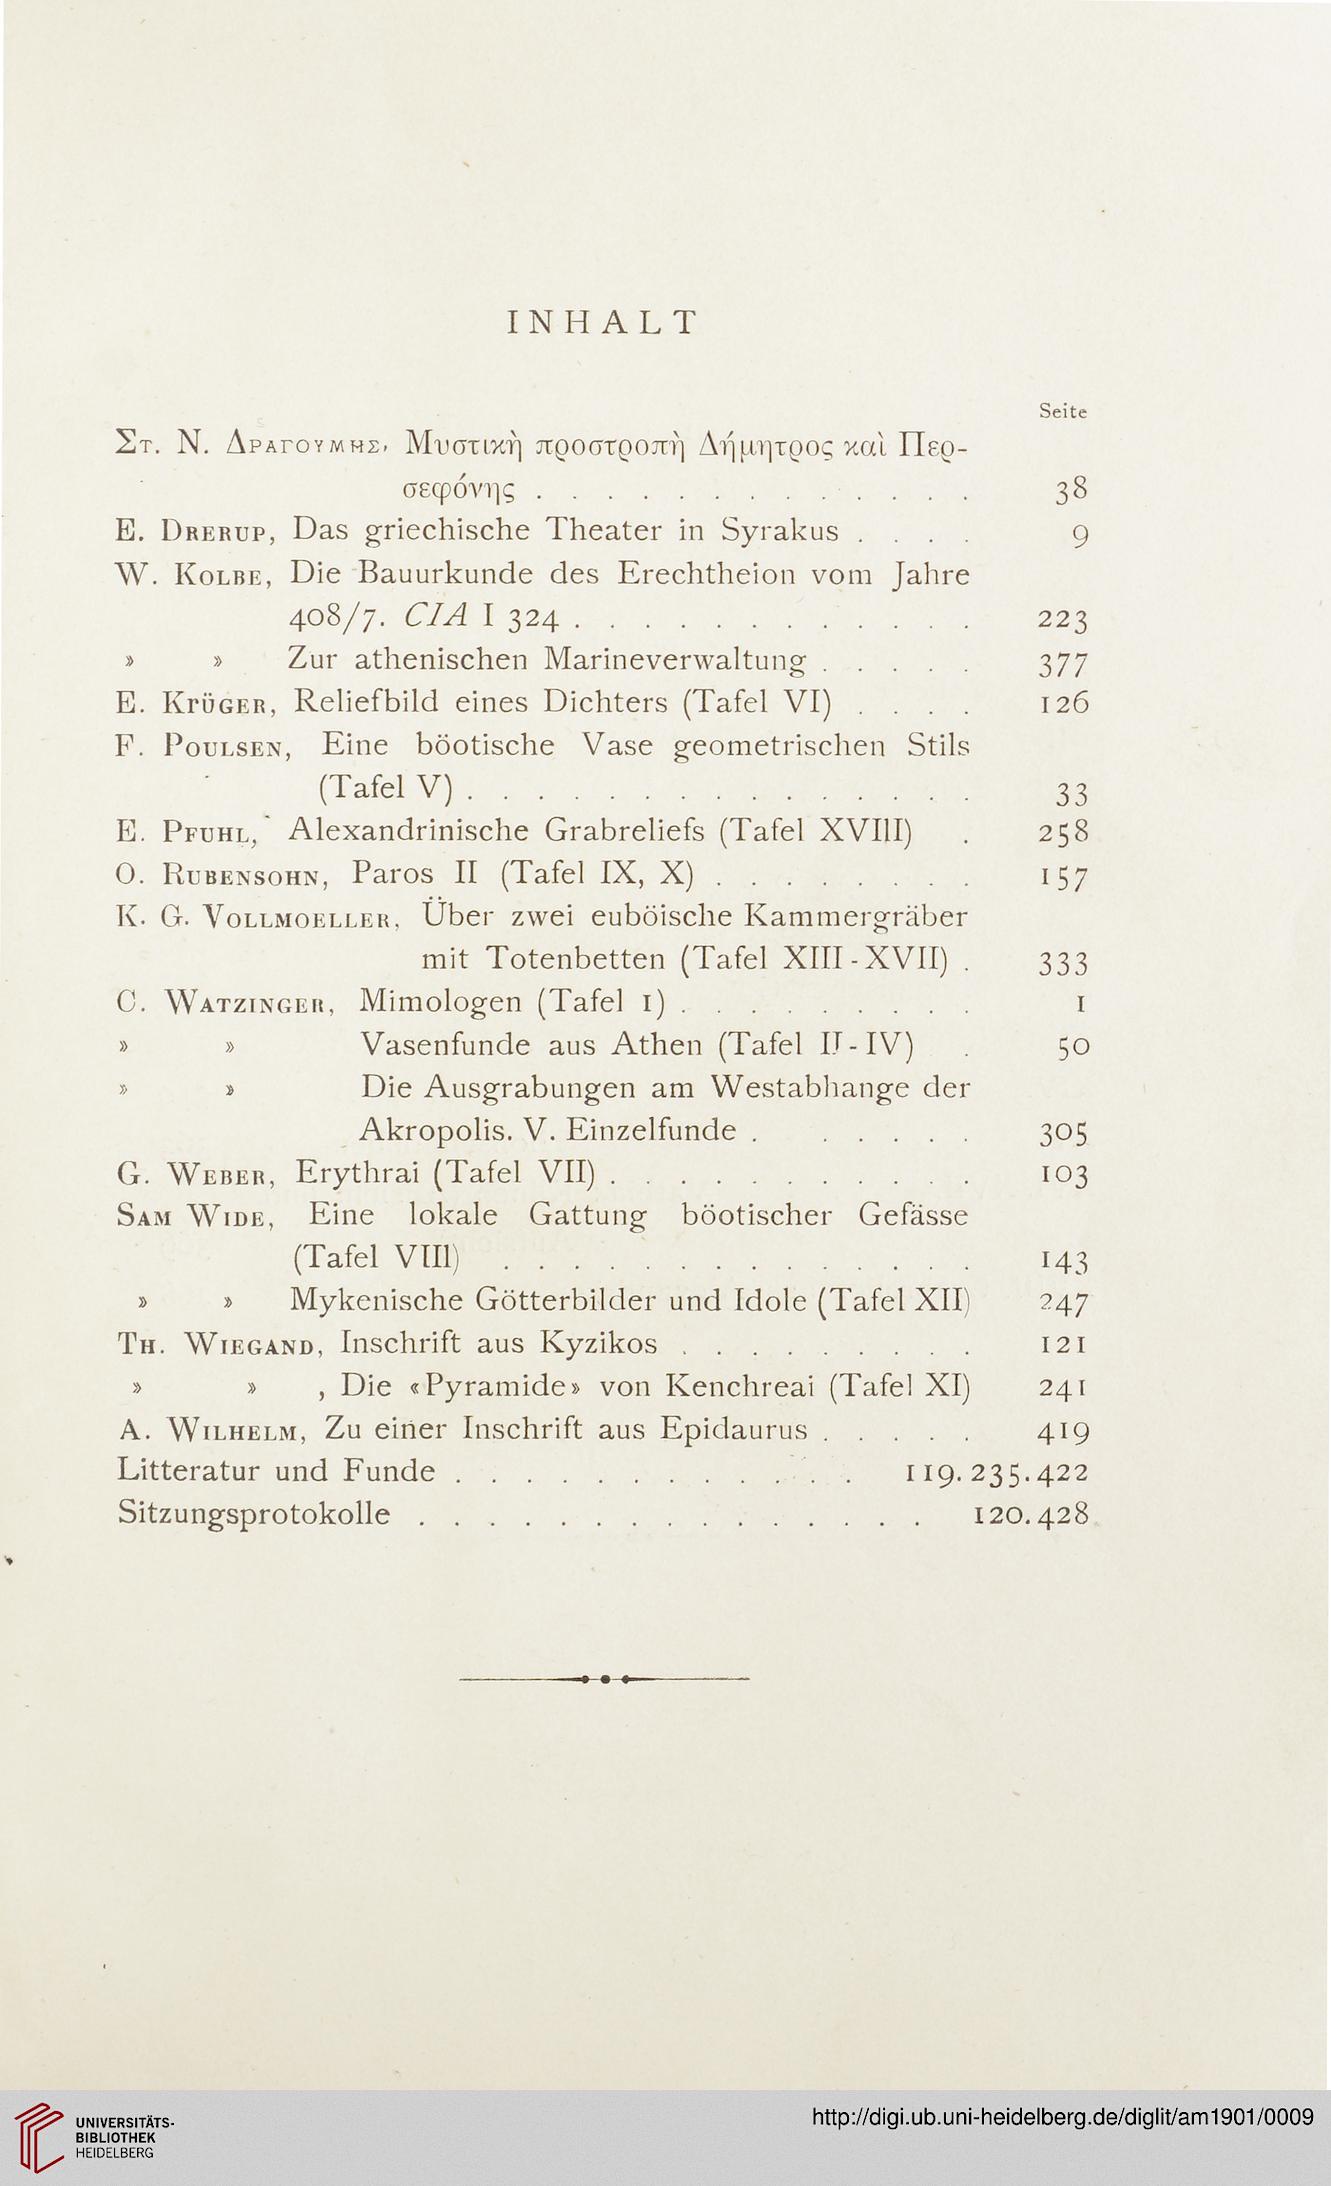 INHALT
Seite
Στ. Ν. Δραγουμησ, Μυστικὴ προστροπὴ Δήμητρος καὶ Περ-
σεφόνης . . . . . . . . . . . . . 38
E. Drerup, Das griechische Theater in Syrakus . . . . 9
W. Kolbe, Die Bauurkunde des Erechtheion vom Jahre
408/7. CIA I 324 . . . . . . . . . . . . 223
» » Zur athenischen Marineverwaltung . . . . . 377
E. Krüger, Reliefbild eines Dichters (Tafel VI) . . . . 126
F. Poulsen, Eine böotische Vase geometrischen Stils
(Tafel V) . . . . . . . . . . . . . . . 33
E. Pfuhl, Alexandrinische Grabreliefs (Tafel XVIII) . 258
O. Rubensohn, Paros II (Tafel IX, X) . . . . . . . . 157
K. G. Vollmoeller, Über zwei euböische Kammergräber
mit Totenbetten (Tafel XIII-XVII) . 333
C. Watzinger, Mimologen (Tafel I) . . . . . . . . . 1
» » Vasenfunde aus Athen (Tafel II-IV) . 50
» » Die Ausgrabungen am Westabhange der
Akropolis. V. Einzelfunde . . . . . . 305
G. Weber, Erythrai (Tafel VII) . . . . . . . . . . . 103
Sam Wide, Eine lokale Gattung böotischer Gefässe
(Tafel VIII) . . . . . . . . . . . . . . 143
» » Mykenische Götterbilder und Idole (Tafel XII) 247
Th. Wiegand, Inschrift aus Kyzikos . . . . . . . . . 121
» » , Die «Pyramide» von Kenchreai (Tafel XI) 241
A. Wilhelm, Zu einer Inschrift aus Epidaurus . . . . . 419
Litteratur und Funde . . . . . . . . . . . . 119. 235. 422
Sitzungsprotokolle . . . . . . . . . . . . . . . 120. 428
UNIVERSITÄTS-
BIBLIOTHEK
HEIDELBERG
http://digi.ub.uni-heidelberg.de/diglit/am1901/0009